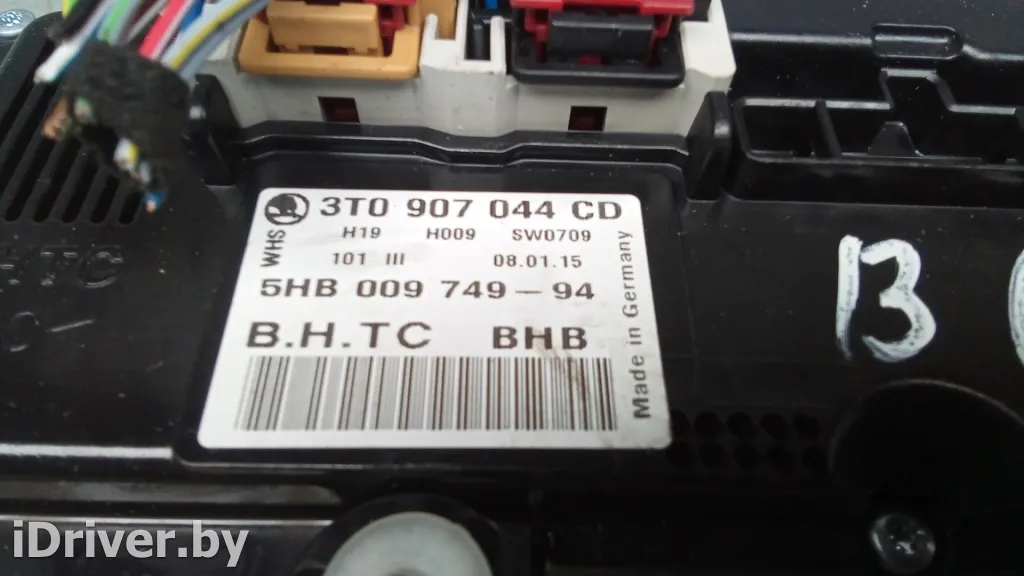 3T0 907 044 CD
WHS
H19 H009 SW0709
101 III 08.01.15
5HB 009 749-94
B.H.TC BHB
Made in Germany
13
iDriver.by